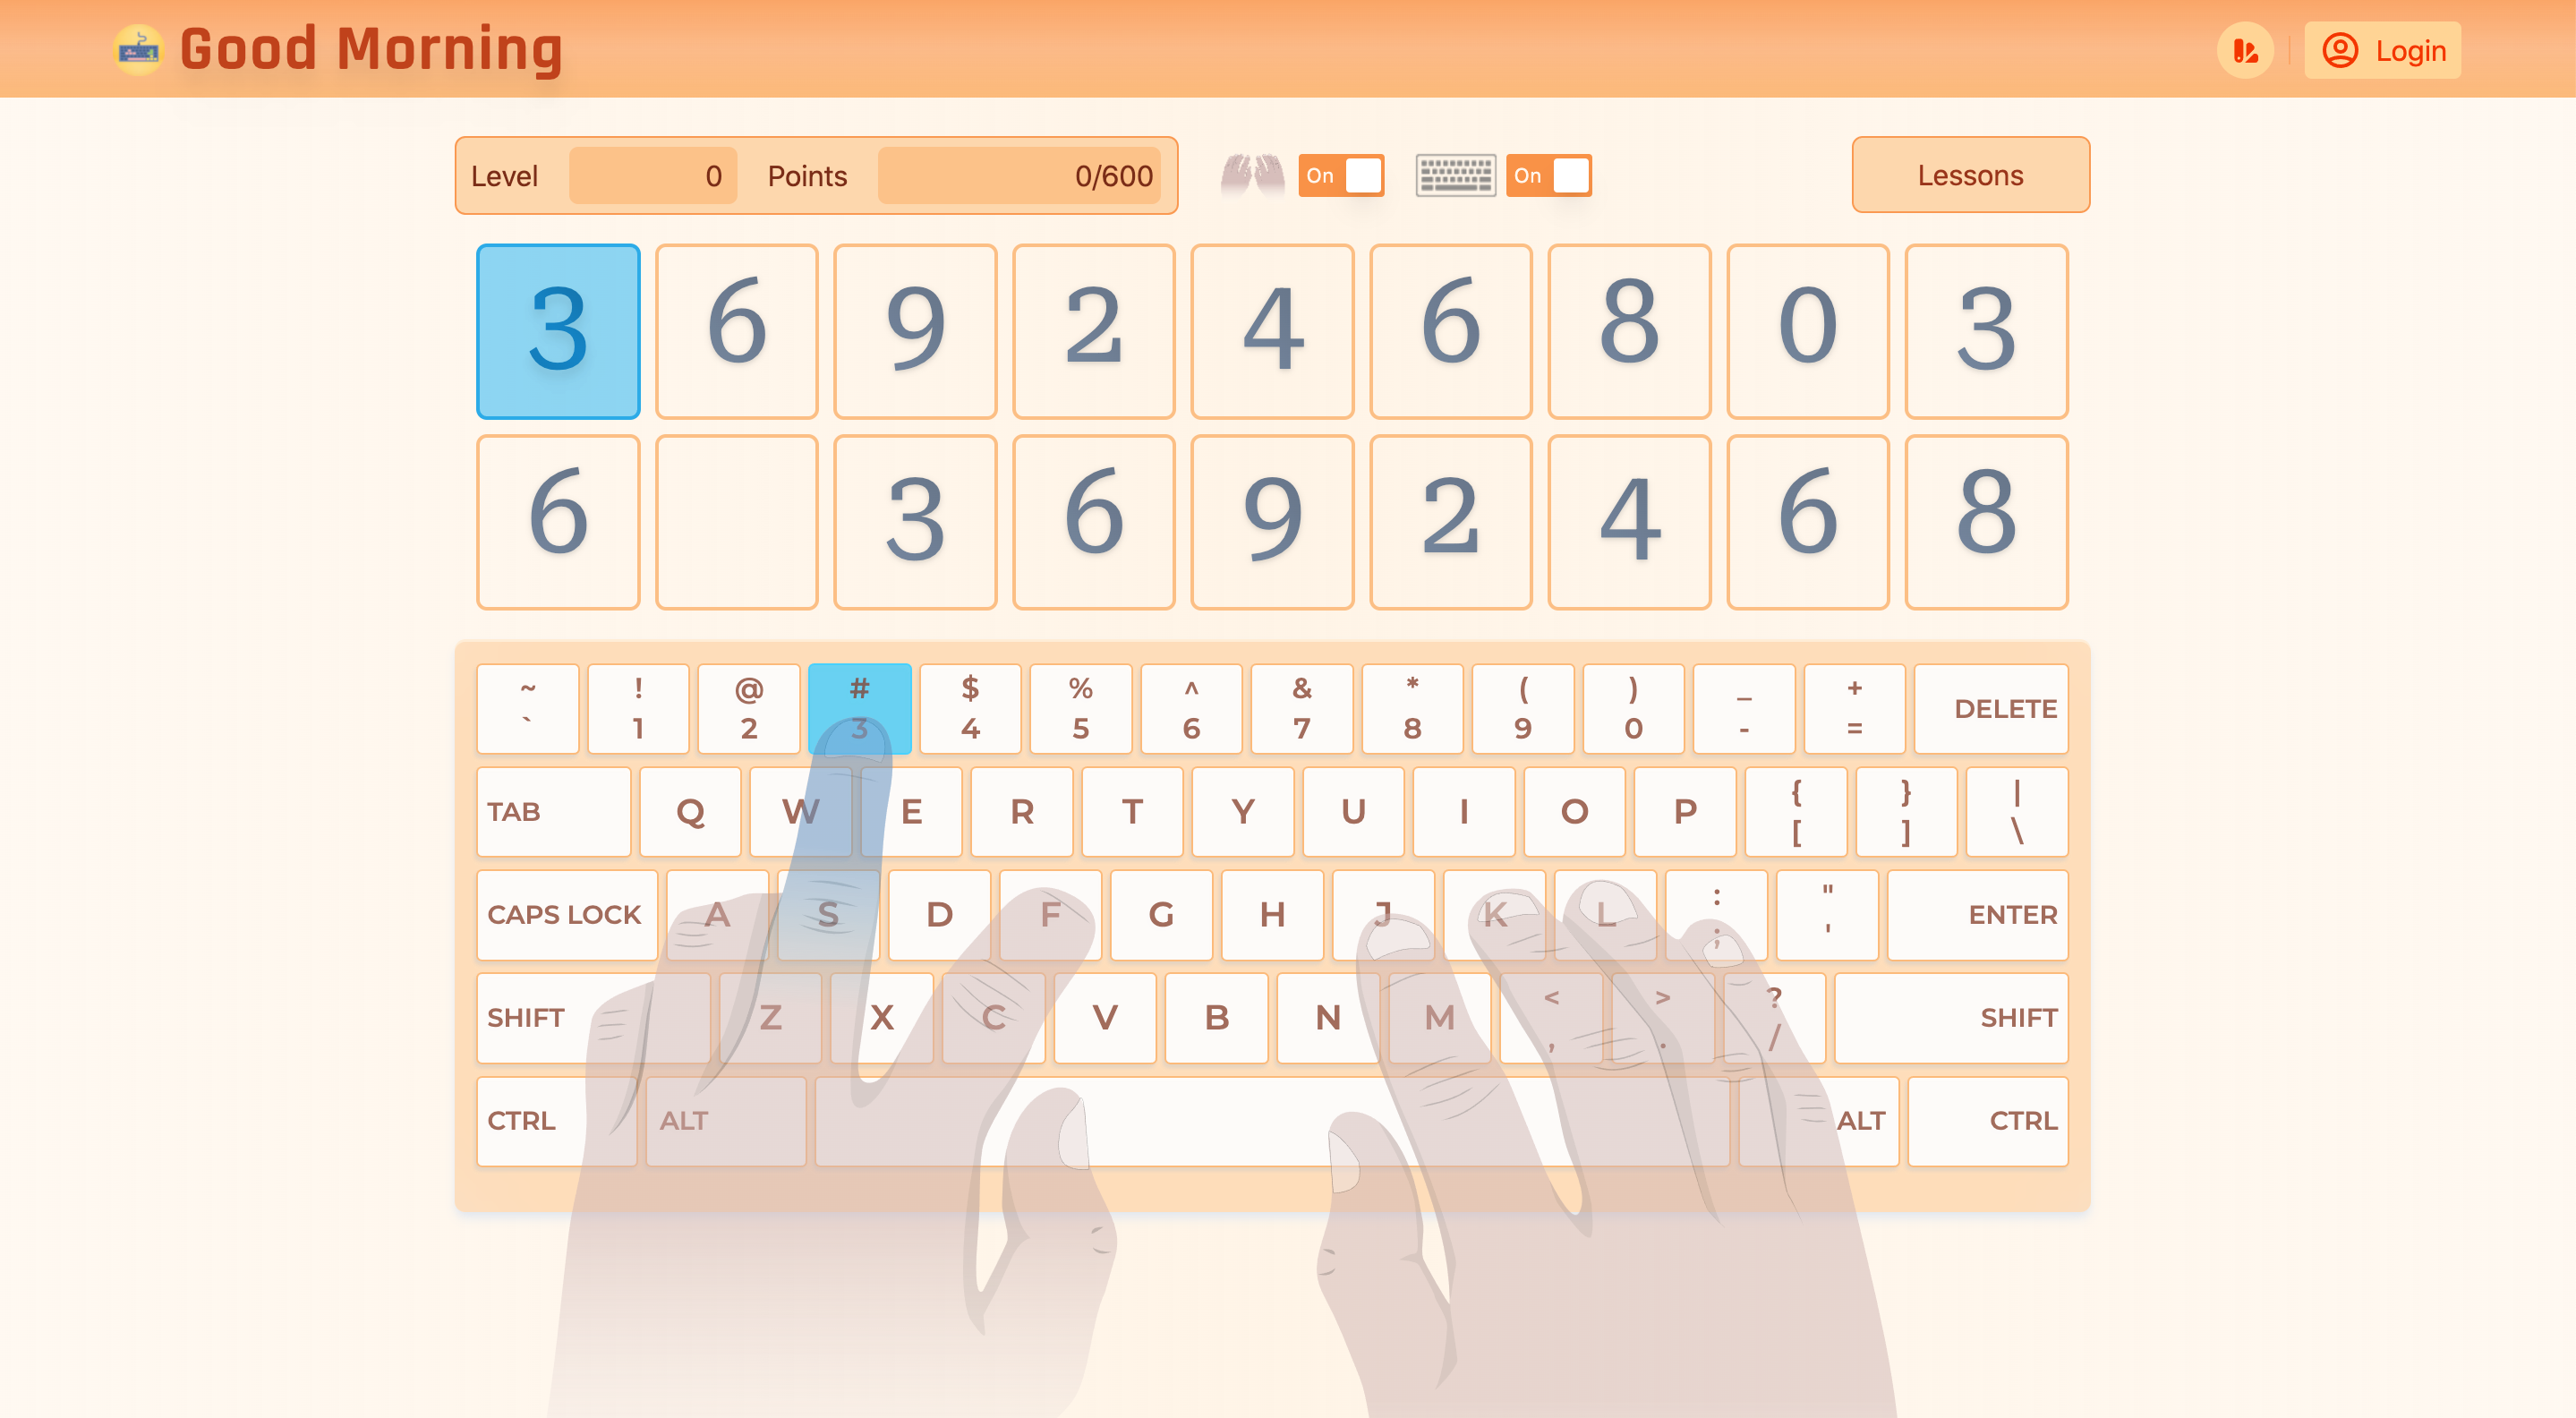 Good Morning
Login
Level 0 Points 0/600 On On Lessons
3 6 9 2 4 6 8 0 3
6 3 6 9 2 4 6 8
~ ! @ # $ % ^ & * ( ) _ +
` 1 2 3 4 5 6 7 8 9 0 - = DELETE
TAB Q W E R T Y U I O P { [ } ] | \
CAPS LOCK A S D F G H J K L : ; " ' ENTER
SHIFT Z X C V B N M < , > . ? / SHIFT
CTRL ALT ALT CTRL